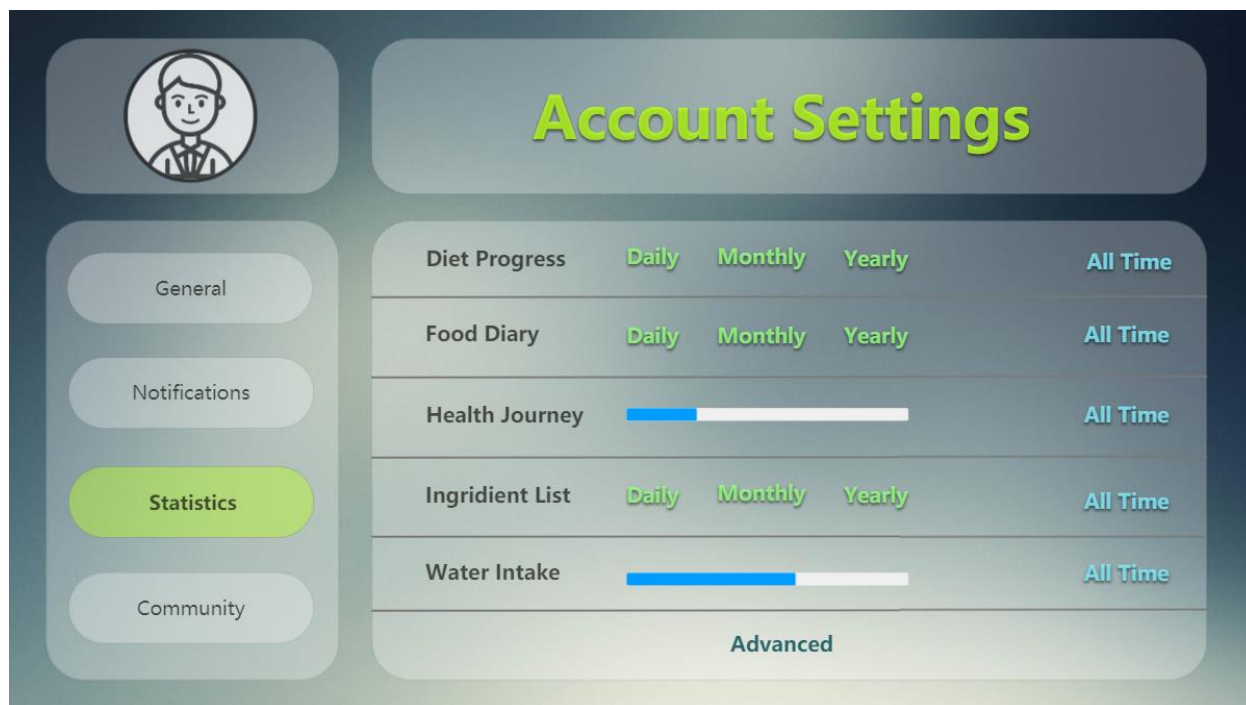 Account Settings
General
Notifications
Statistics
Community
Diet Progress Daily Monthly Yearly All Time
Food Diary Daily Monthly Yearly All Time
Health Journey All Time
Ingridient List Daily Monthly Yearly All Time
Water Intake All Time
Advanced